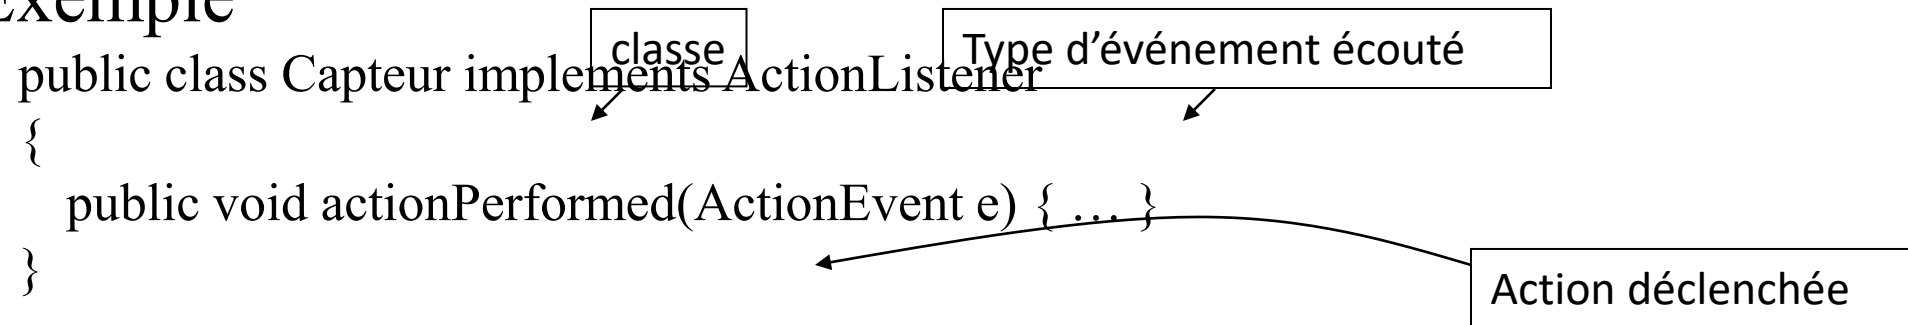 Exemple
classe
Type d’événement écouté
public class Capteur implements ActionListener
{
public void actionPerformed(ActionEvent e) { … }
}
Action déclenchée